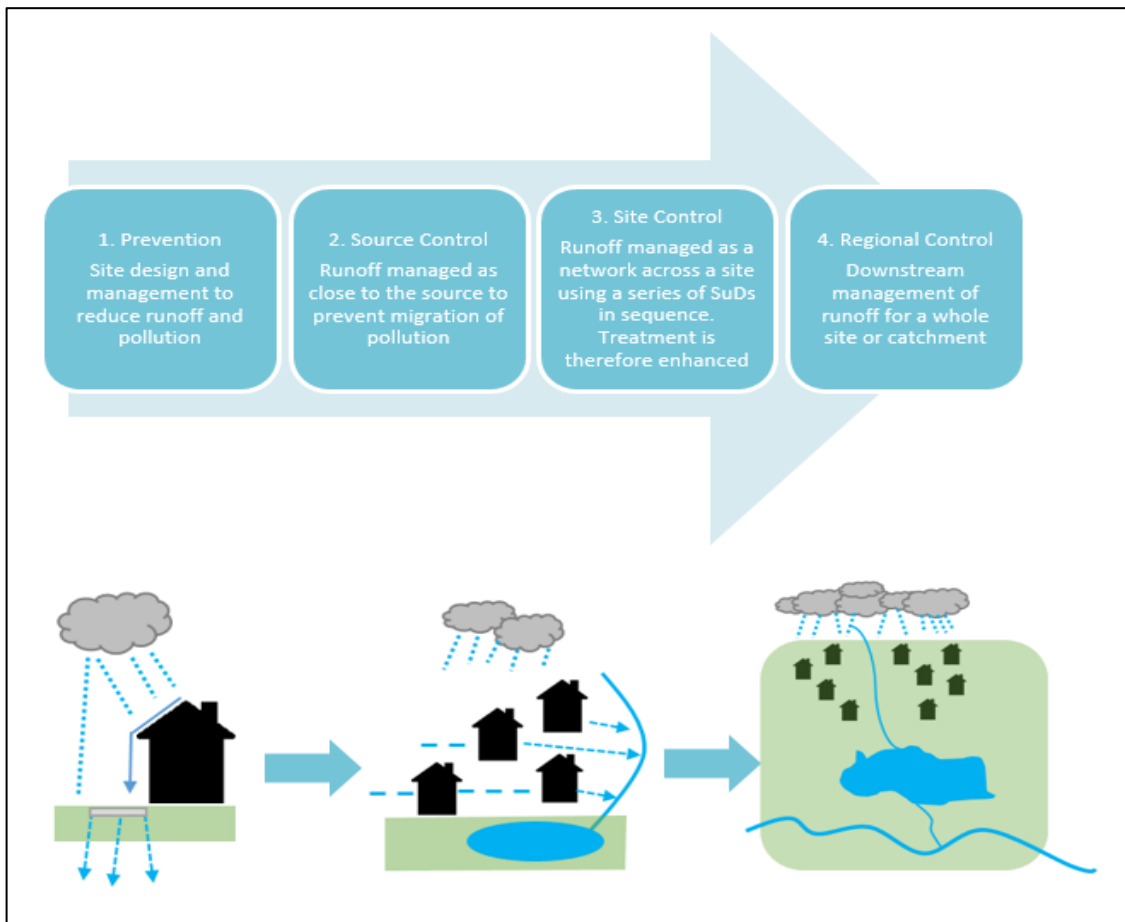 1. Prevention
Site design and
management to
reduce runoff and
pollution
2. Source Control
Runoff managed as
close to the source to
prevent migration of
pollution
3. Site Control
Runoff managed as a
network across a site
using a series of SuDs
in sequence.
Treatment is
therefore enhanced
4. Regional Control
Downstream
management of
runoff for a whole
site or catchment